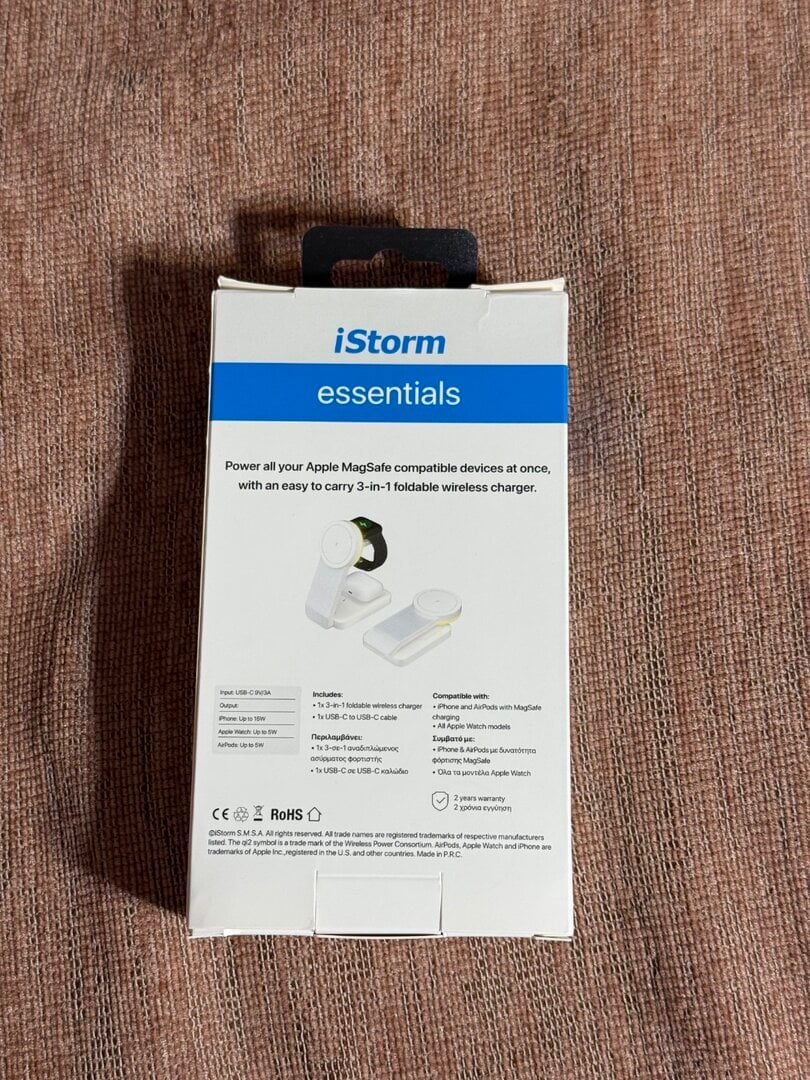 iStorm
essentials
Power all your Apple MagSafe compatible devices at once,
with an easy to carry 3-in-1 foldable wireless charger.
Input: USB-C 9V/3A
Output:
iPhone: Up to 15W
Apple Watch: Up to 5W
AirPods: Up to 5W
Includes:
• 1x 3-in-1 foldable wireless charger
• 1x USB-C to USB-C cable
Περιλαμβάνει:
• 1x 3-σε-1 αναδιπλώμενος
ασύρματος φορτιστής
• 1x USB-C σε USB-C καλώδιο
Compatible with:
• iPhone and AirPods with MagSafe
charging
• All Apple Watch models
Συμβατό με:
• iPhone & AirPods με δυνατότητα
φόρτισης MagSafe
• Όλα τα μοντέλα Apple Watch
2 years warranty
2 χρόνια εγγύηση
CE RoHS
©iStorm S.M.S.A. All rights reserved. All trade names are registered trademarks of respective manufacturers
listed. The qi2 symbol is a trade mark of the Wireless Power Consortium. AirPods, Apple Watch and iPhone are
trademarks of Apple Inc.,registered in the U.S. and other countries. Made in P.R.C.